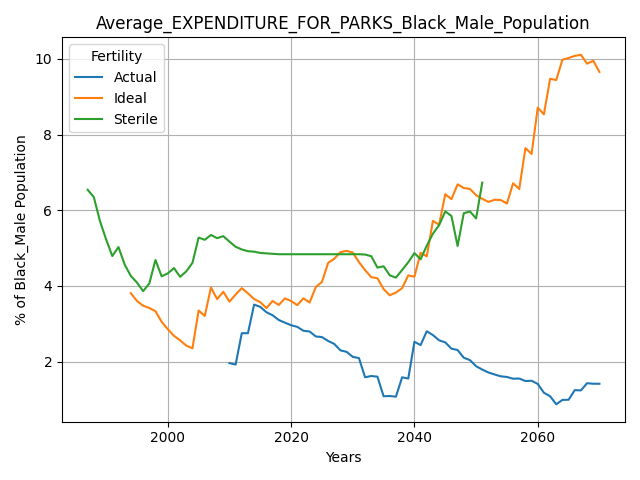 Average_EXPENDITURE_FOR_PARKS_Black_Male_Population
Fertility
Actual
Ideal
Sterile
% of Black_Male Population
10
8
6
4
2
2000 2020 2040 2060
Years